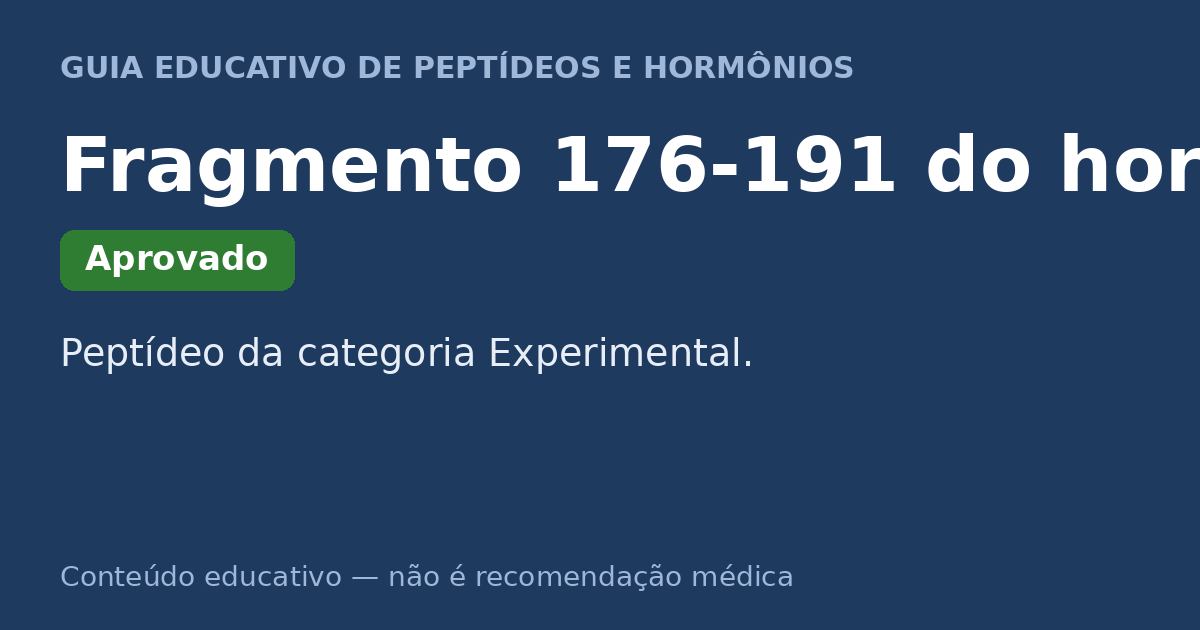 GUIA EDUCATIVO DE PEPTÍDEOS E HORMÔNIOS
Fragmento 176-191 do hor
Aprovado
Peptídeo da categoria Experimental.
Conteúdo educativo — não é recomendação médica